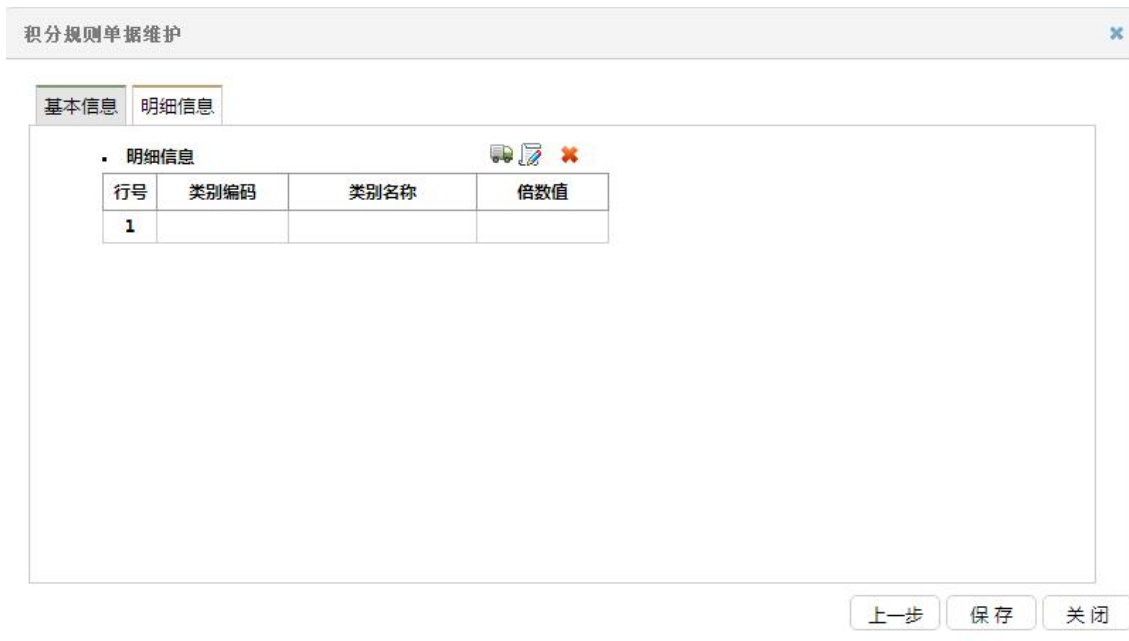 积分规则单据维护
基本信息 明细信息
明细信息
行号 类别编码 类别名称 倍数值
1
上一步 保存 关闭